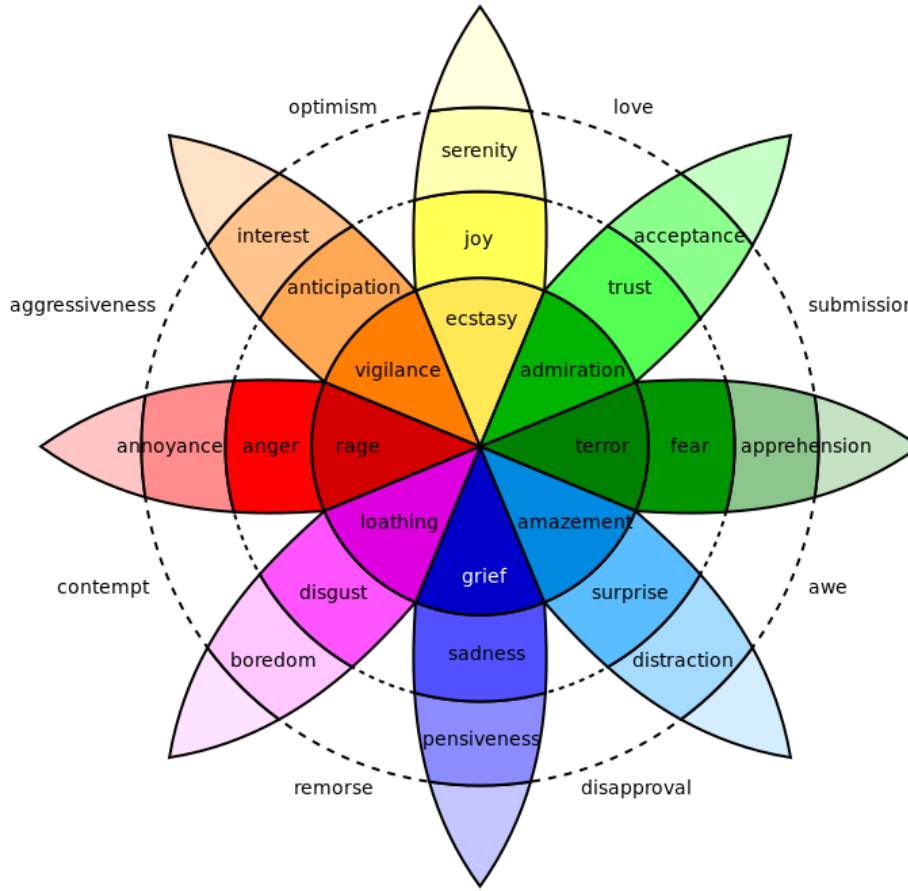 optimism
love
serenity
interest
acceptance
joy
anticipation
trust
aggressiveness
submission
ecstasy
vigilance
admiration
annoyance
anger
rage
terror
fear
apprehension
loathing
amazement
grief
contempt
disgust
surprise
awe
sadness
boredom
distraction
pensiveness
remorse
disapproval